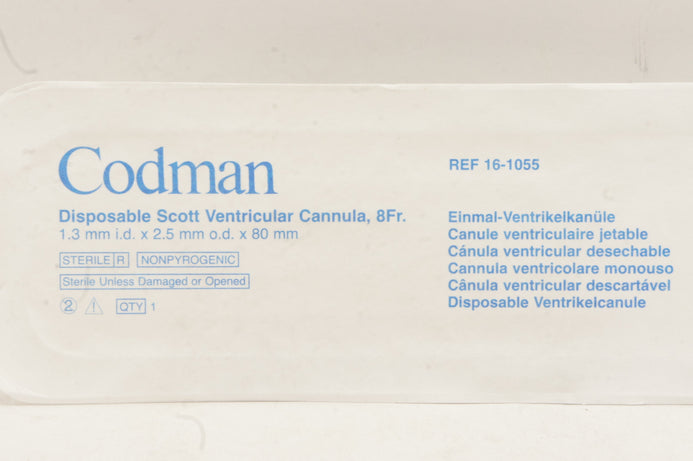 Codman
Disposable Scott Ventricular Cannula, 8Fr.
1.3 mm i.d. x 2.5 mm o.d. x 80 mm
STERILE R NONPYROGENIC
Sterile Unless Damaged or Opened
2 ! QTY 1
REF 16-1055
Einmal-Ventrikelkanüle
Canule ventriculaire jetable
Cánula ventricular desechable
Cannula ventricolare monouso
Cânula ventricular descartável
Disposable Ventrikelcanule